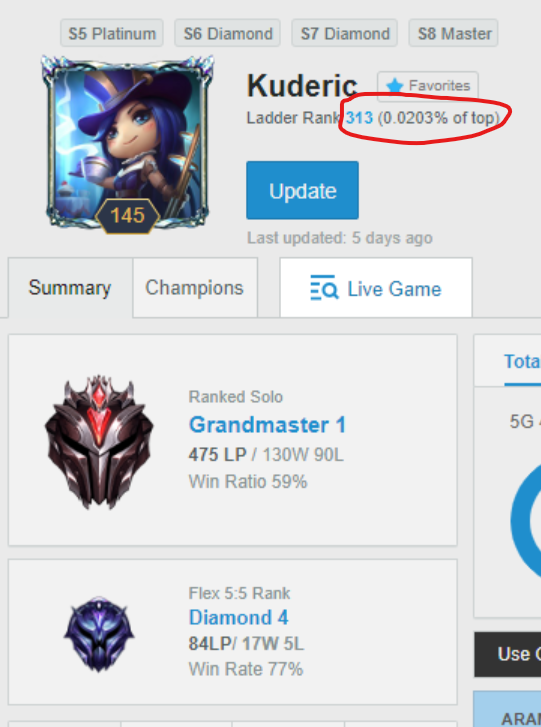 S5 Platinum S6 Diamond S7 Diamond S8 Master
Kuderic Favorites
Ladder Rank 313 (0.0203% of top)
145
Update
Last updated: 5 days ago
Summary Champions Live Game
Ranked Solo
Grandmaster 1
475 LP / 130W 90L
Win Ratio 59%
Tota
5G
Flex 5:5 Rank
Diamond 4
84LP/ 17W 5L
Win Rate 77%
Use
ARAM